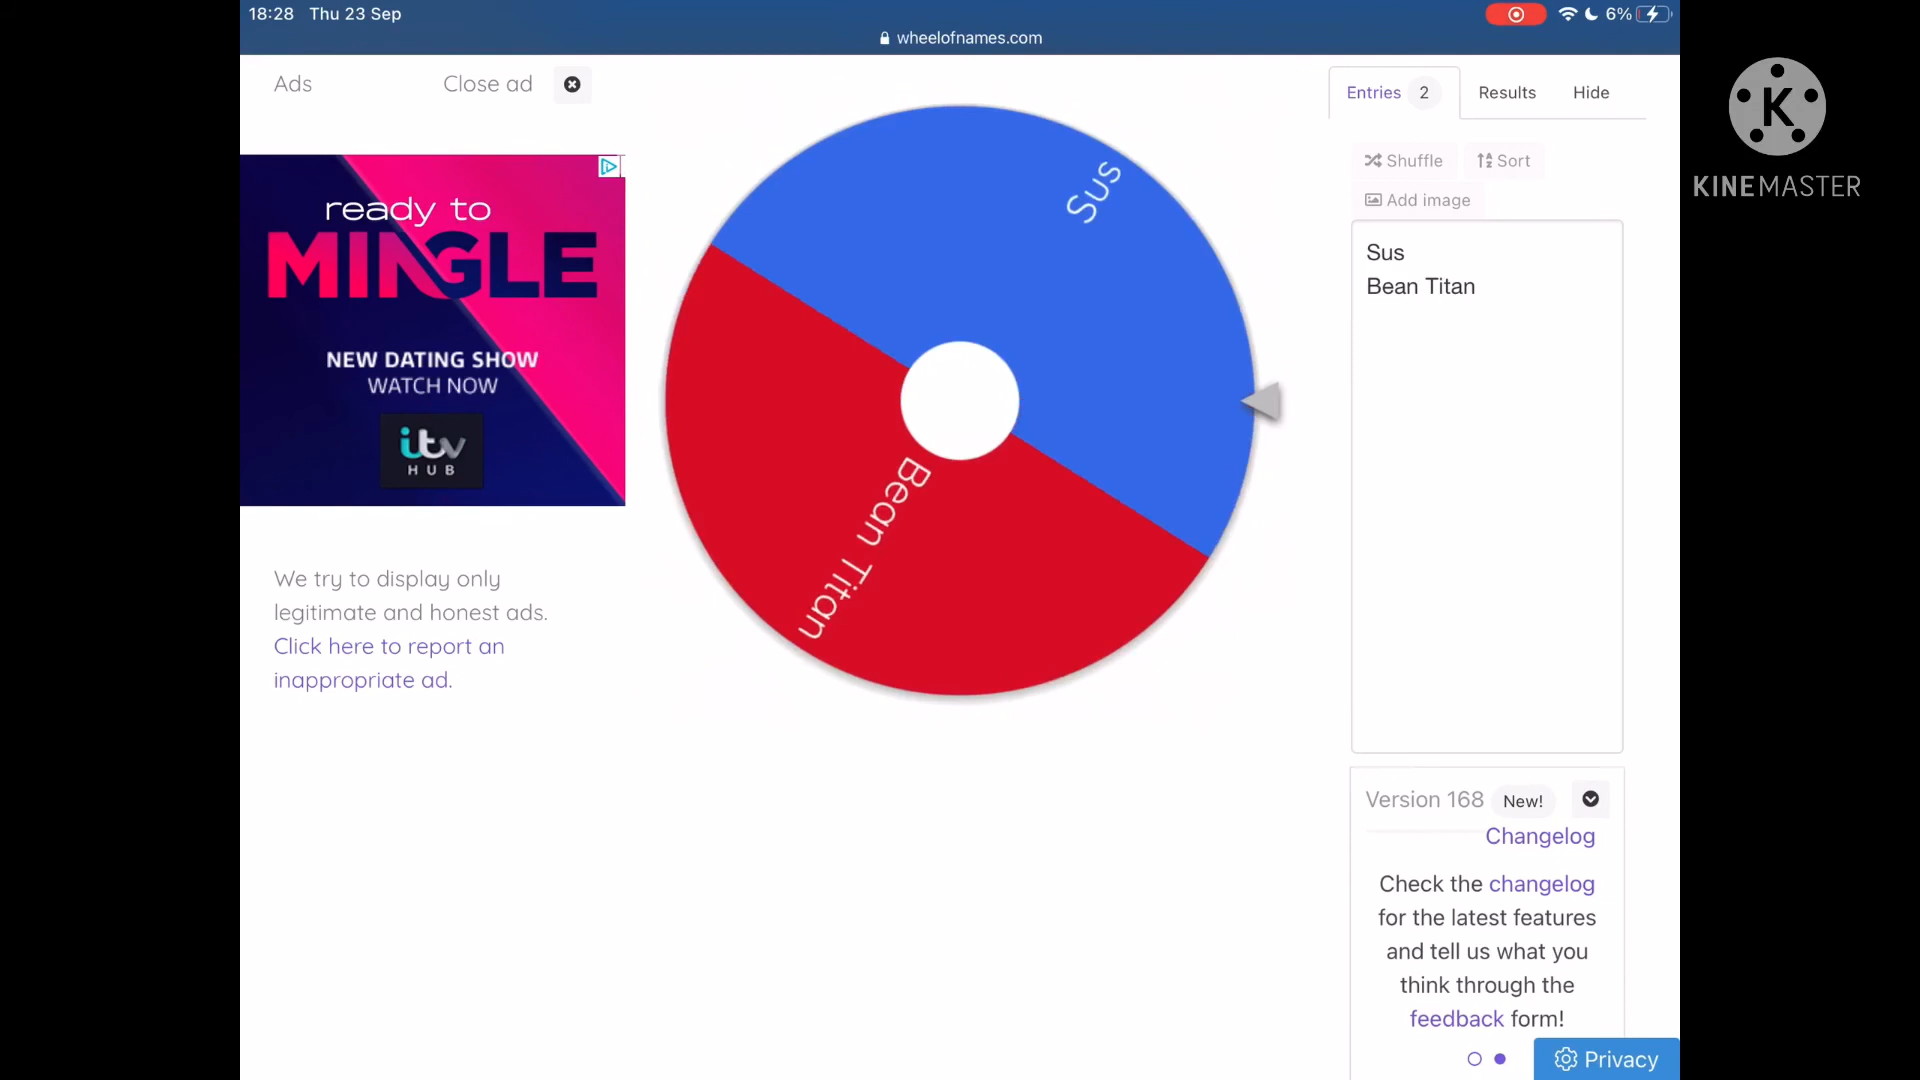 18:28 Thu 23 Sep
6%
wheelofnames.com
Ads
Close ad
ready to
MINGLE
NEW DATING SHOW
WATCH NOW
itv
HUB
We try to display only
legitimate and honest ads.
Click here to report an
inappropriate ad.
Sus
Bean Titan
Entries 2
Results
Hide
Shuffle
Sort
Add image
Sus
Bean Titan
Version 168 New!
Changelog
Check the changelog
for the latest features
and tell us what you
think through the
feedback form!
Privacy
K
KINEMASTER